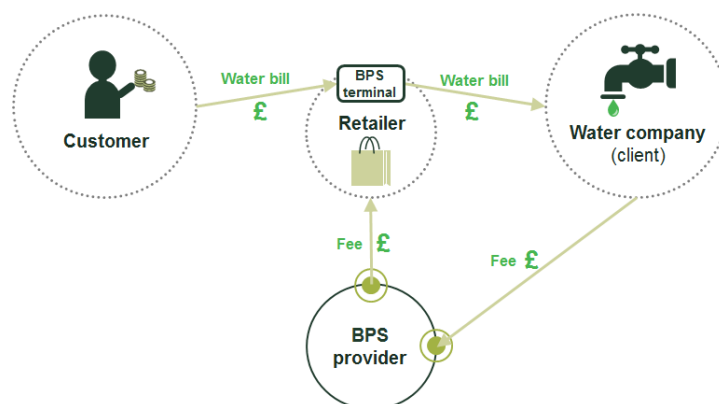 Water bill
£
BPS
terminal
Water bill
£
Customer
Retailer
Water company
(client)
Fee £
Fee £
BPS
provider